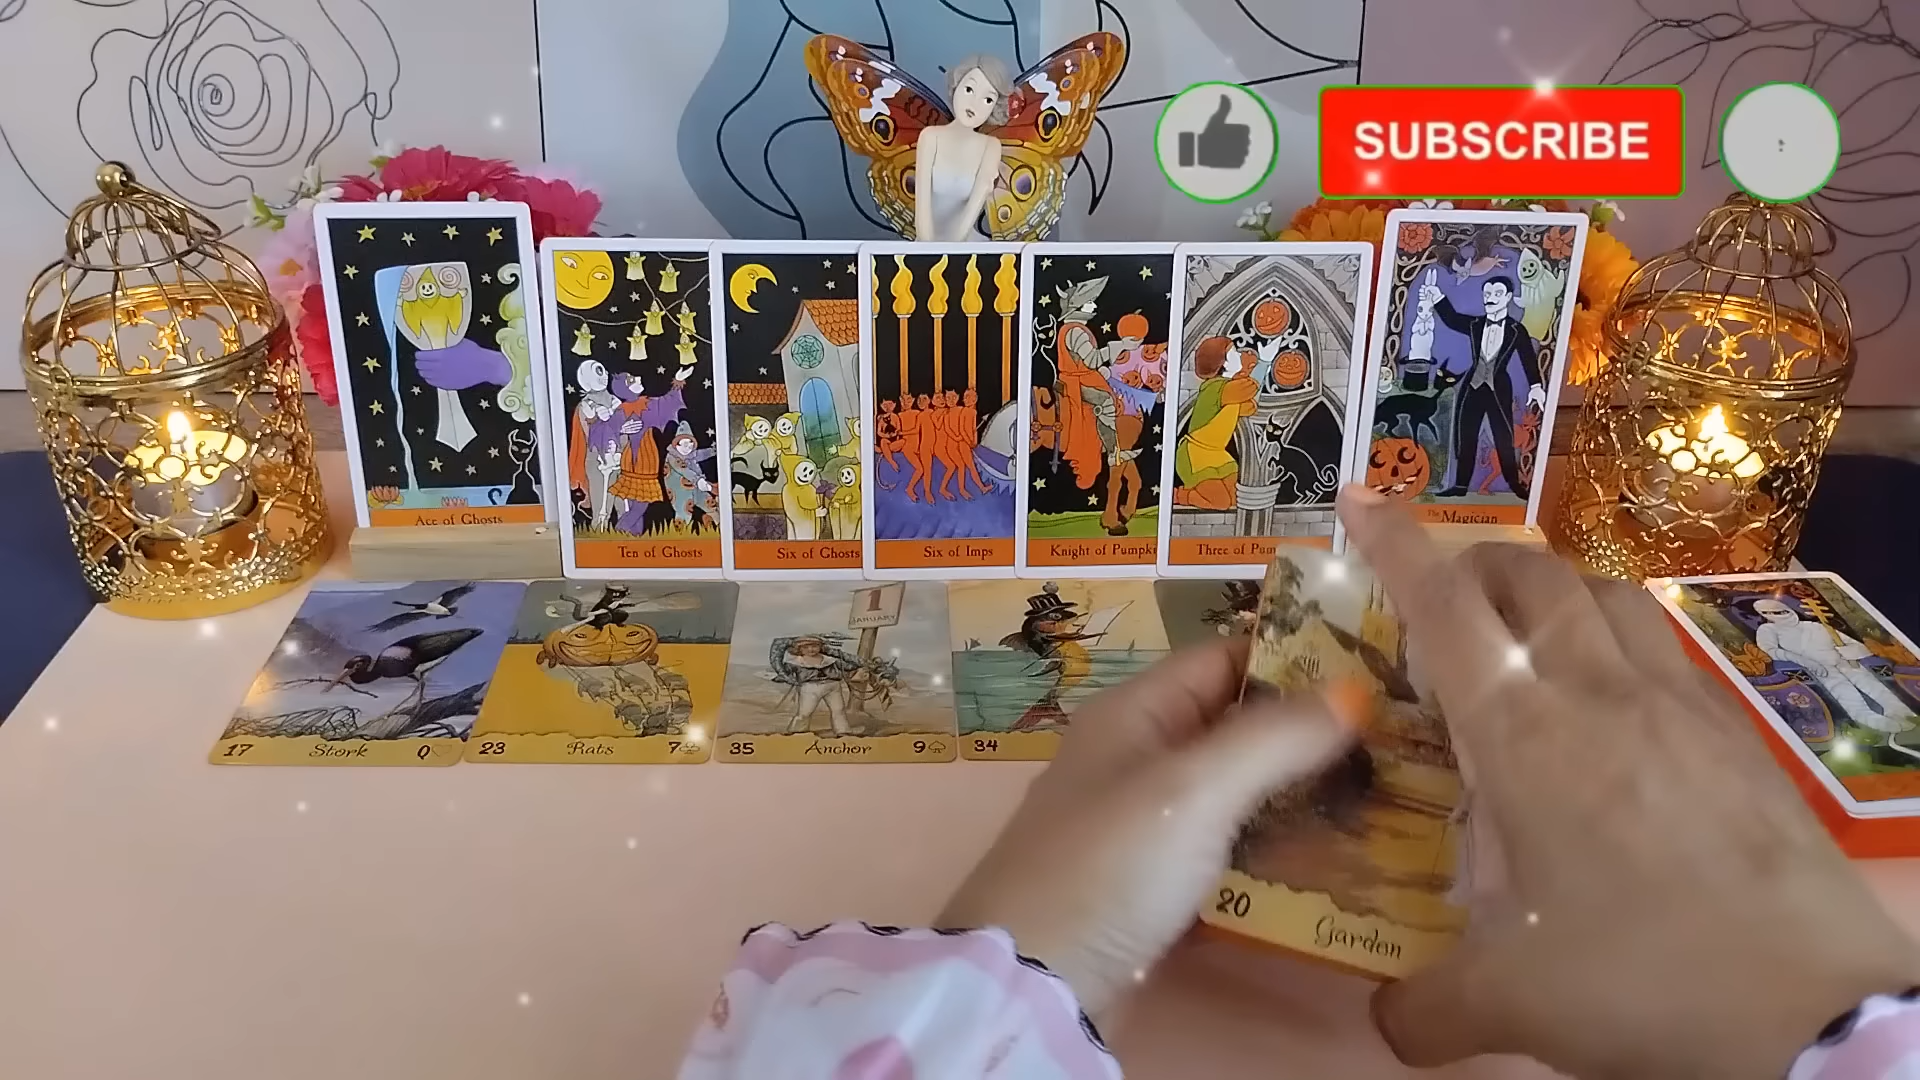 SUBSCRIBE
Ace of Ghosts
Ten of Ghosts
Six of Ghosts
Six of Imps
Knight of Pumpki
Three of Pum
The Magician
1
JANUARY
17 Stork Q
23 Rats 7
35 Anchor 9
34
20 Garden